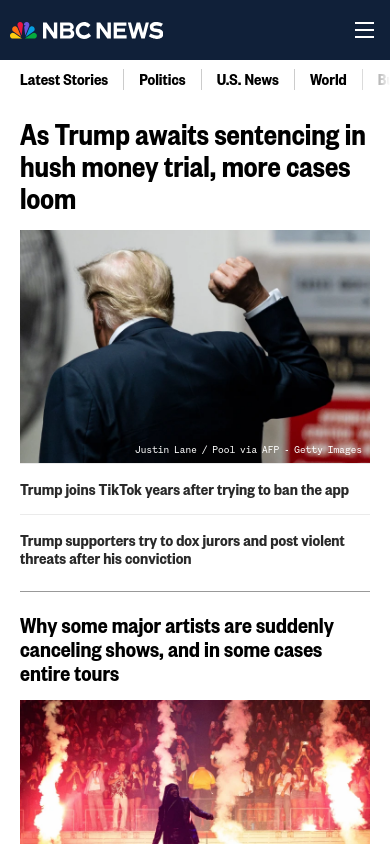 NBC NEWS
Latest Stories
Politics
U.S. News
World
As Trump awaits sentencing in
hush money trial, more cases
loom
Justin Lane / Pool via AFP - Getty Images
Trump joins TikTok years after trying to ban the app
Trump supporters try to dox jurors and post violent
threats after his conviction
Why some major artists are suddenly
canceling shows, and in some cases
entire tours